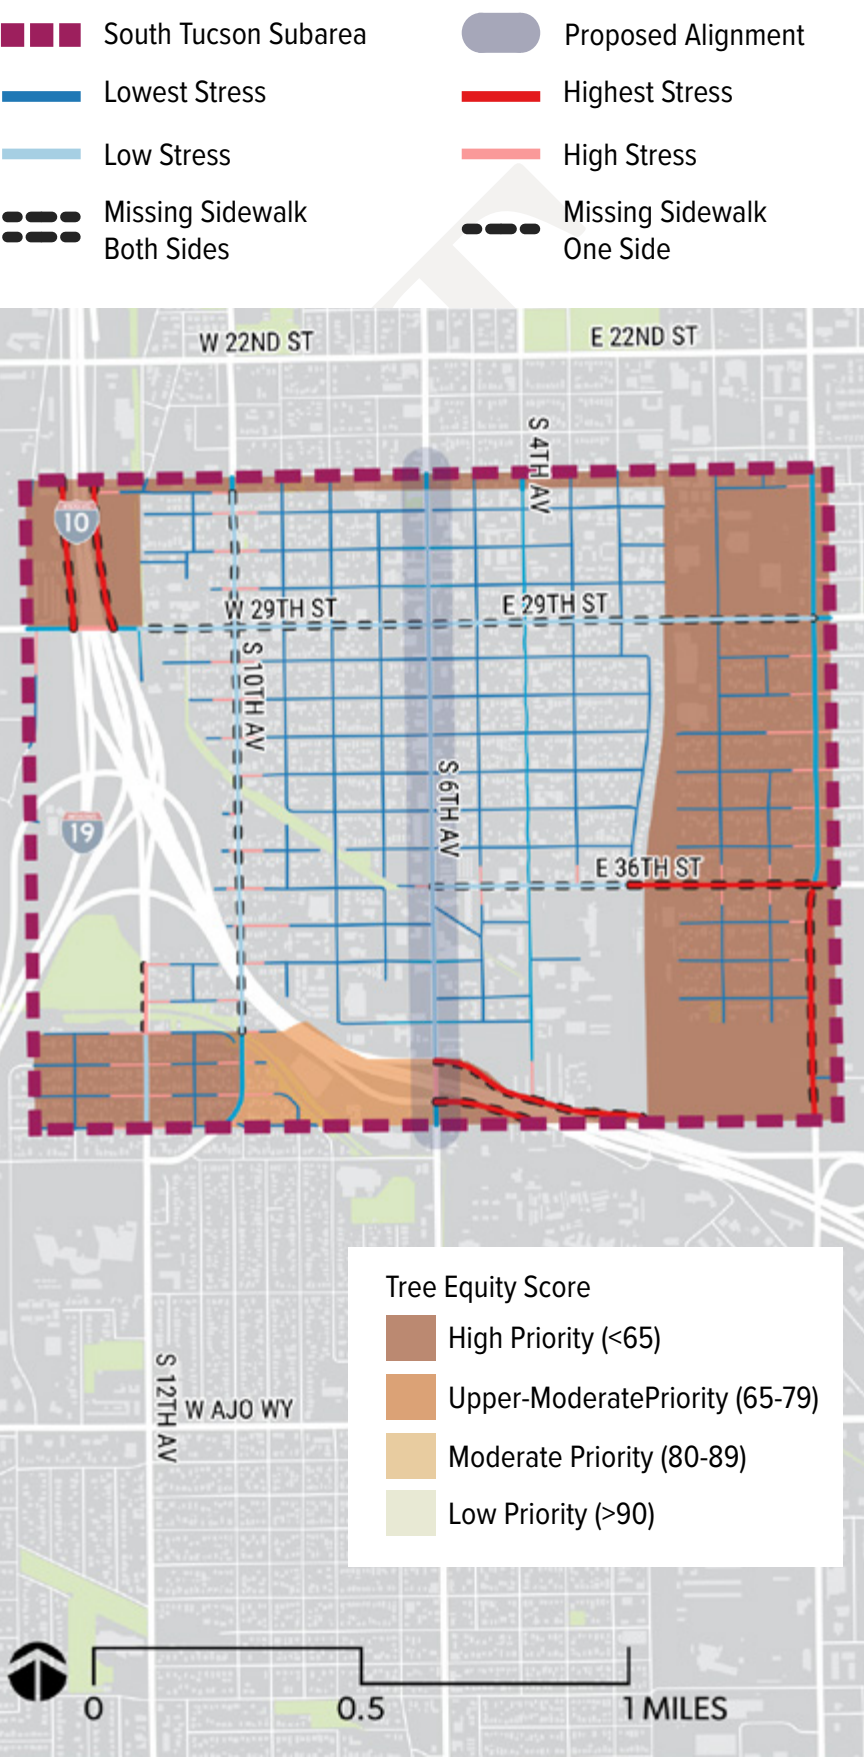 South Tucson Subarea
Proposed Alignment
Lowest Stress
Highest Stress
Low Stress
High Stress
Missing Sidewalk
Both Sides
Missing Sidewalk
One Side
W 22ND ST
E 22ND ST
S 4TH AV
10
W 29TH ST
E 29TH ST
S 10TH AV
S 6TH AV
19
E 36TH ST
Tree Equity Score
High Priority (<65)
Upper-ModeratePriority (65-79)
Moderate Priority (80-89)
Low Priority (>90)
S 12TH AV
W AJO WY
0
0.5
1 MILES